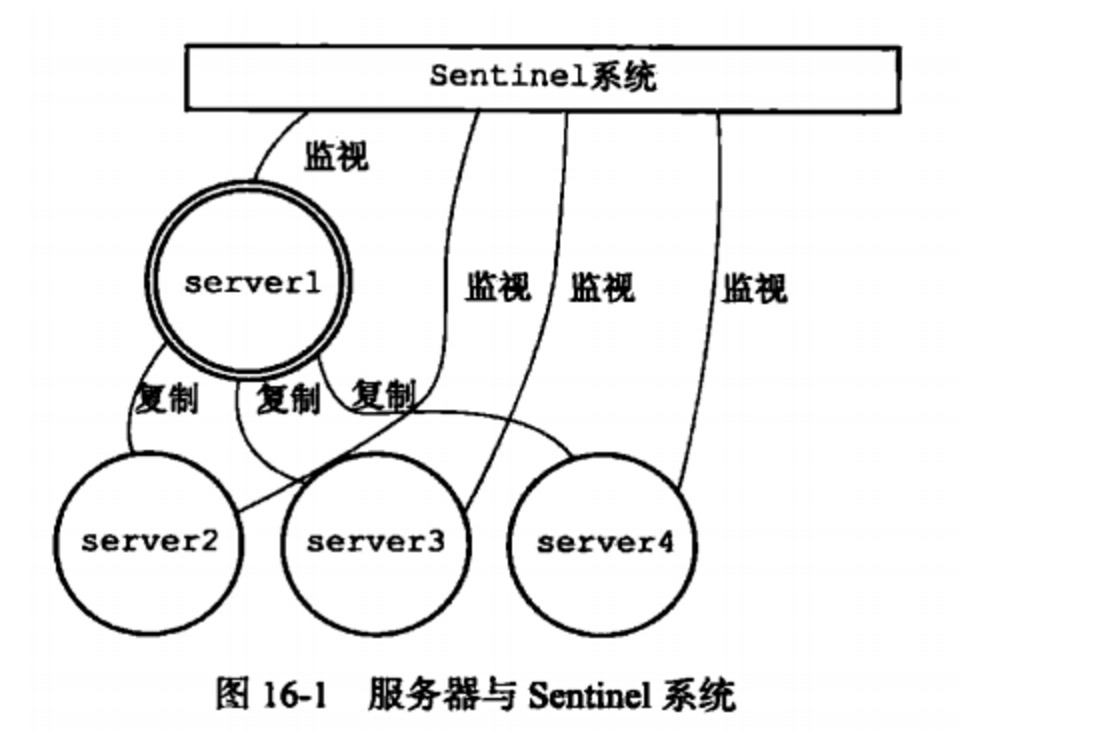 Sentinel系统
监视
server1
监视
监视
监视
复制
复制
复制
server2
server3
server4
图 16-1 服务器与 Sentinel 系统